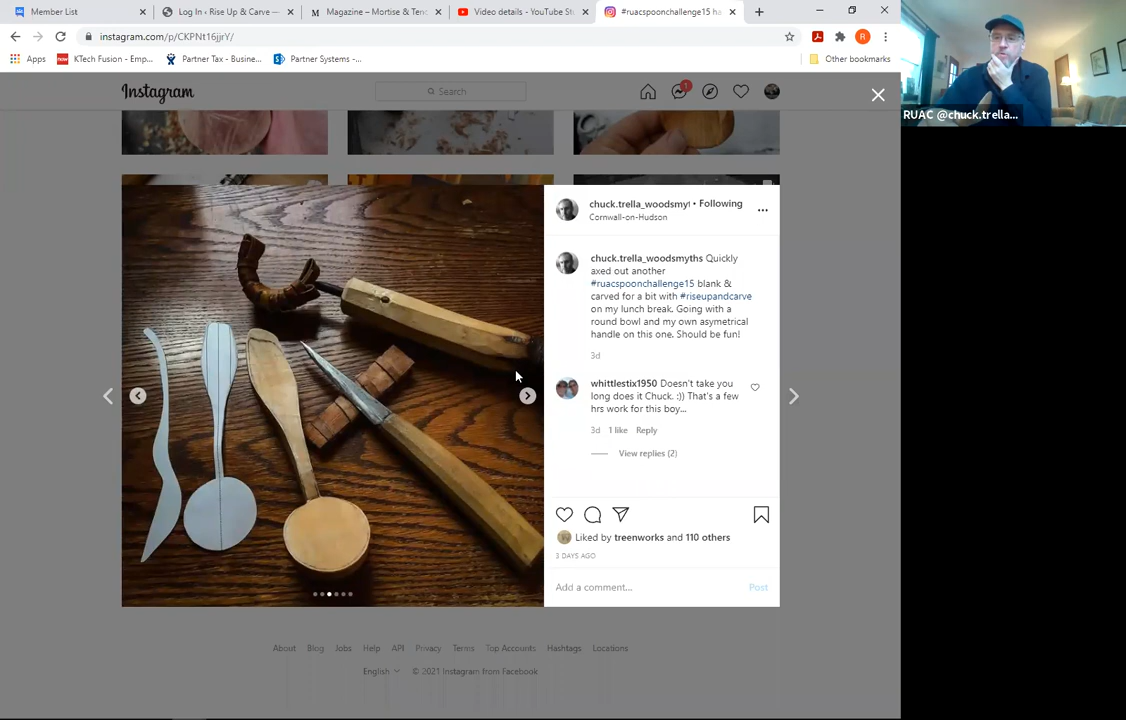 Member List
Log In ‹ Rise Up & Carve —
Magazine – Mortise & Ten
Video details - YouTube St
#ruacspoonchallenge15 ha
instagram.com/p/CKPNt16jjrY/
Apps
KTech Fusion - Emp...
Partner Tax - Busine...
Partner Systems -...
Other bookmarks
RUAC @chuck.trella...
Instagram
Search
1
chuck.trella_woodsmyt • Following
Cornwall-on-Hudson
chuck.trella_woodsmyths Quickly
axed out another
#ruacspoonchallenge15 blank &
carved for a bit with #riseupandcarve
on my lunch break. Going with a
round bowl and my own asymetrical
handle on this one. Should be fun!
3d
whittlestix1950 Doesn't take you
long does it Chuck. :)) That's a few
hrs work for this boy...
3d 1 like Reply
View replies (2)
Liked by treenworks and 110 others
3 DAYS AGO
Add a comment...
Post
About Blog Jobs Help API Privacy Terms Top Accounts Hashtags Locations
English © 2021 Instagram from Facebook